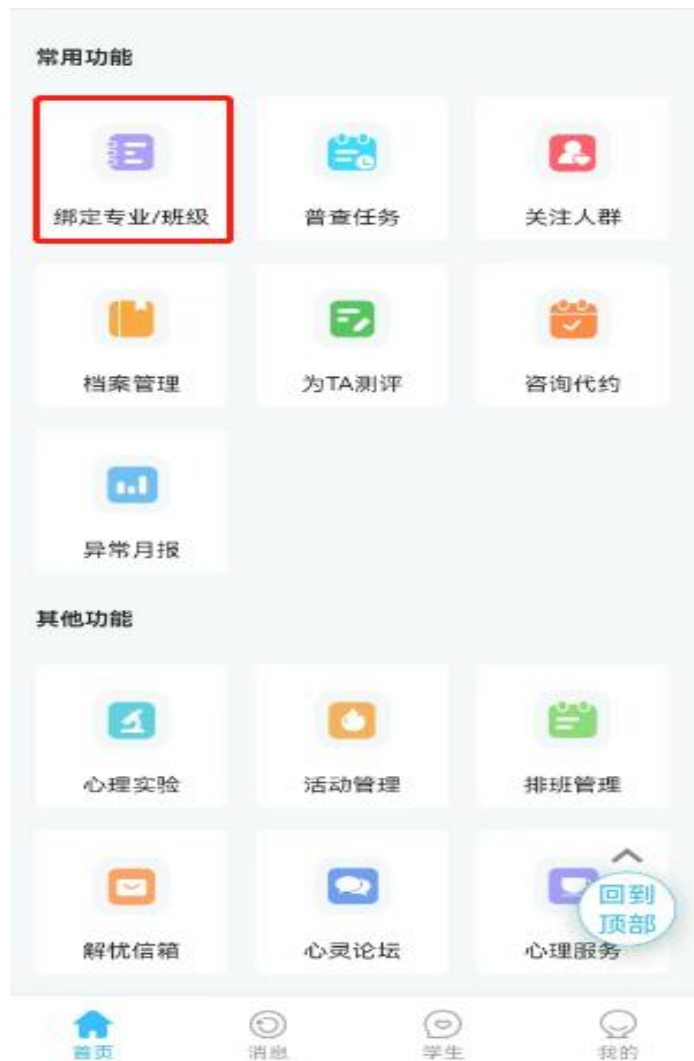 常用功能
绑定专业/班级 普查任务 关注人群
档案管理 为TA测评 咨询代约
异常月报
其他功能
心理实验 活动管理 排班管理
回到
顶部
解忧信箱 心灵论坛 心理服务
首页 消息 学生 我的